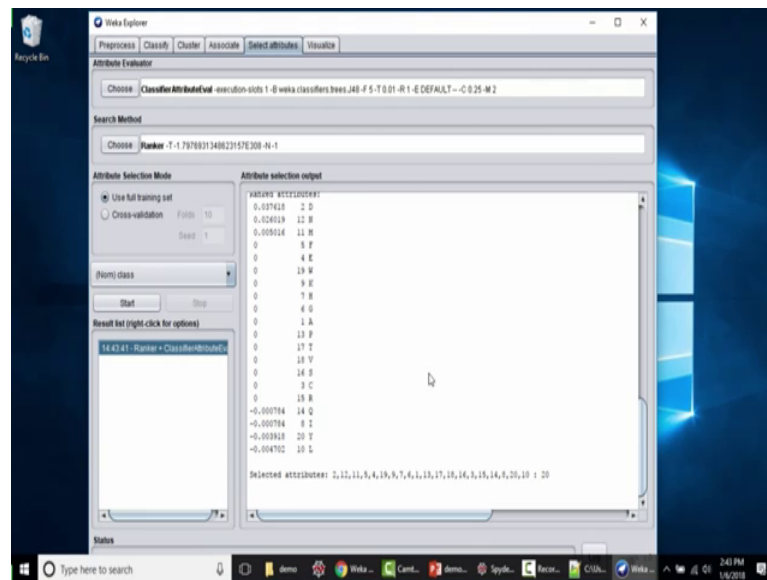 Recycle Bin
Weka Explorer
Preprocess Classify Cluster Associate Select attributes Visualize
Attribute Evaluator
Choose ClassifierAttributeEval -execution-slots 1 -B weka.classifiers.trees.J48 -F 5 -T 0.01 -R 1 -E DEFAULT -- -C 0.25 -M 2
Search Method
Choose Ranker -T -1.7976931348623157E308 -N -1
Attribute Selection Mode
Use full training set
Cross-validation Folds 10
Seed 1
(Nom) class
Start Stop
Result list (right-click for options)
14:43:41 - Ranker + ClassifierAttributeEv
Attribute selection output
Ranked attributes:
0.037618 2 D
0.026019 12 N
0.005016 11 M
0 5 F
0 4 E
0 19 W
0 9 K
0 7 H
0 6 G
0 1 A
0 13 P
0 17 T
0 18 V
0 16 S
0 3 C
0 15 R
-0.000784 14 Q
-0.000784 8 I
-0.003918 20 Y
-0.004702 10 L
Selected attributes: 2,12,11,5,4,19,9,7,6,1,13,17,18,16,3,15,14,8,20,10 : 20
Status
Type here to search
demo Weka ... Camt... demo... Spyde... Recor... C:\Us... Weka ...
2:43 PM
1/6/2018